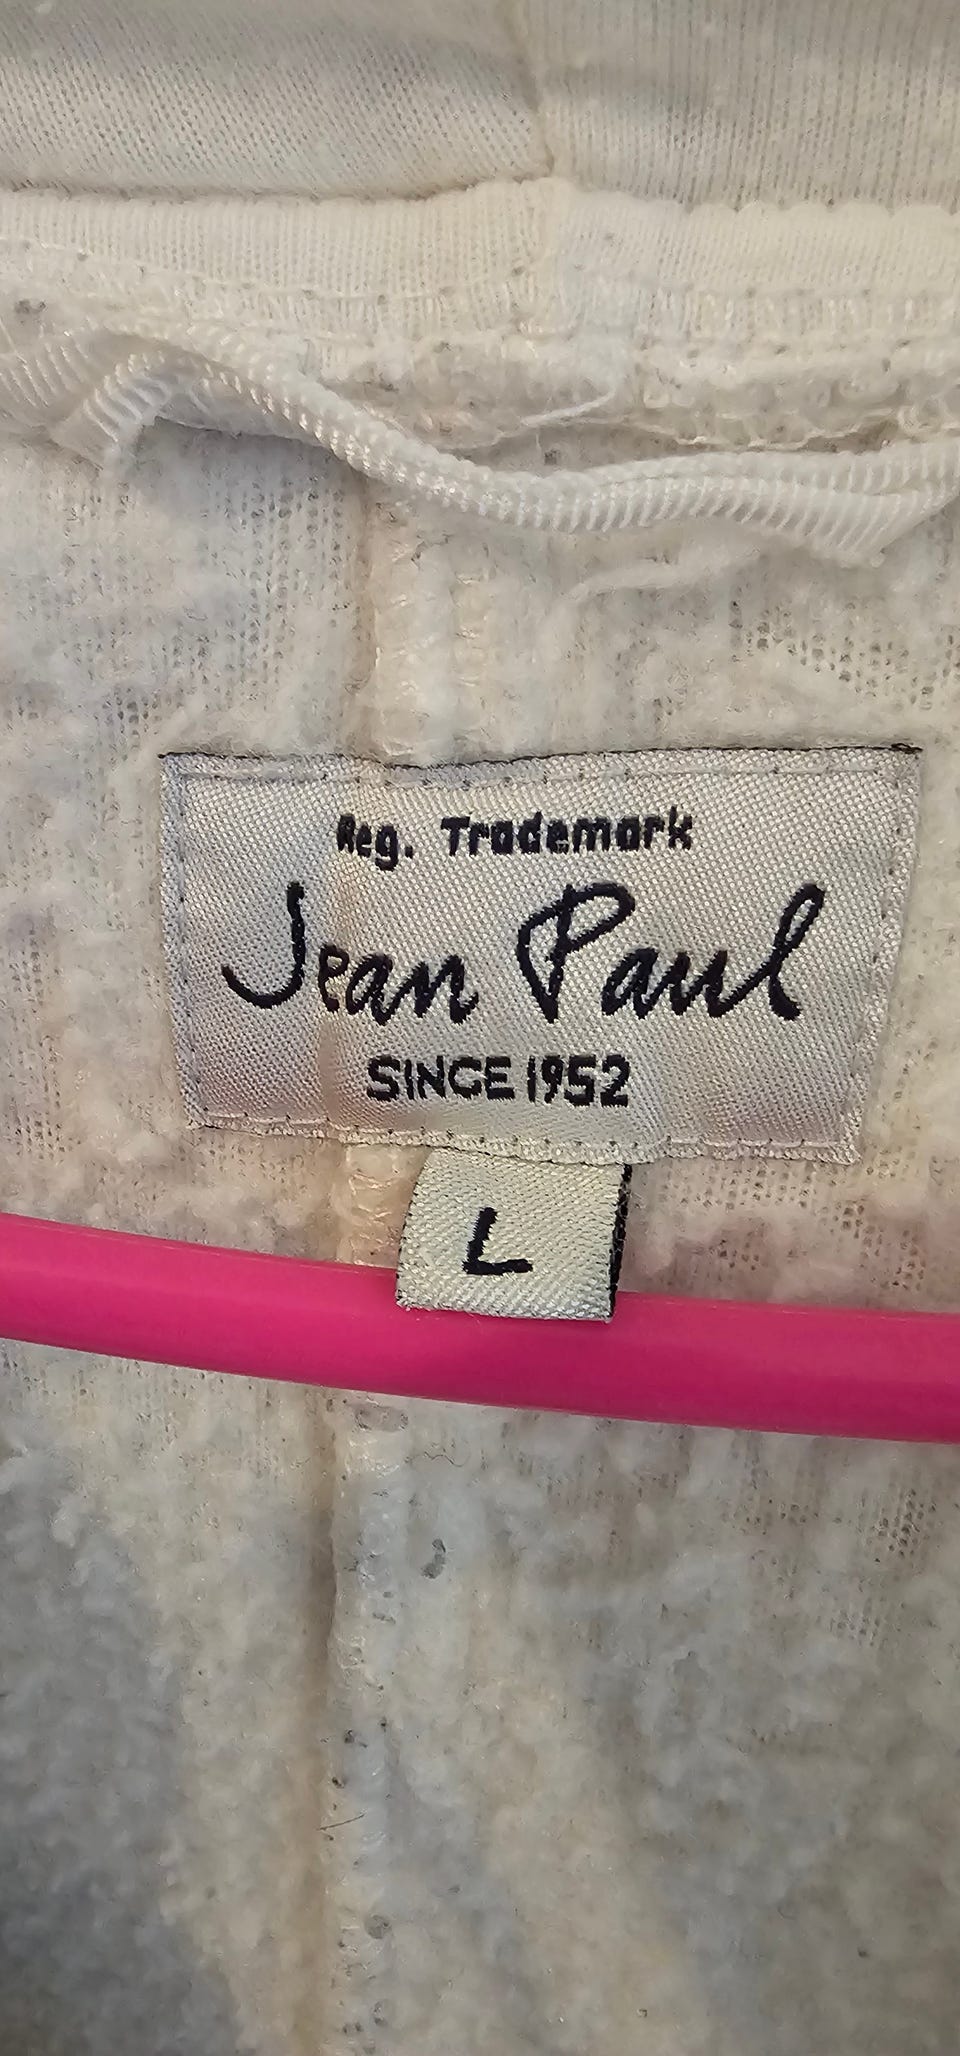 Reg. Trademark
Jean Paul
SINCE 1952
L